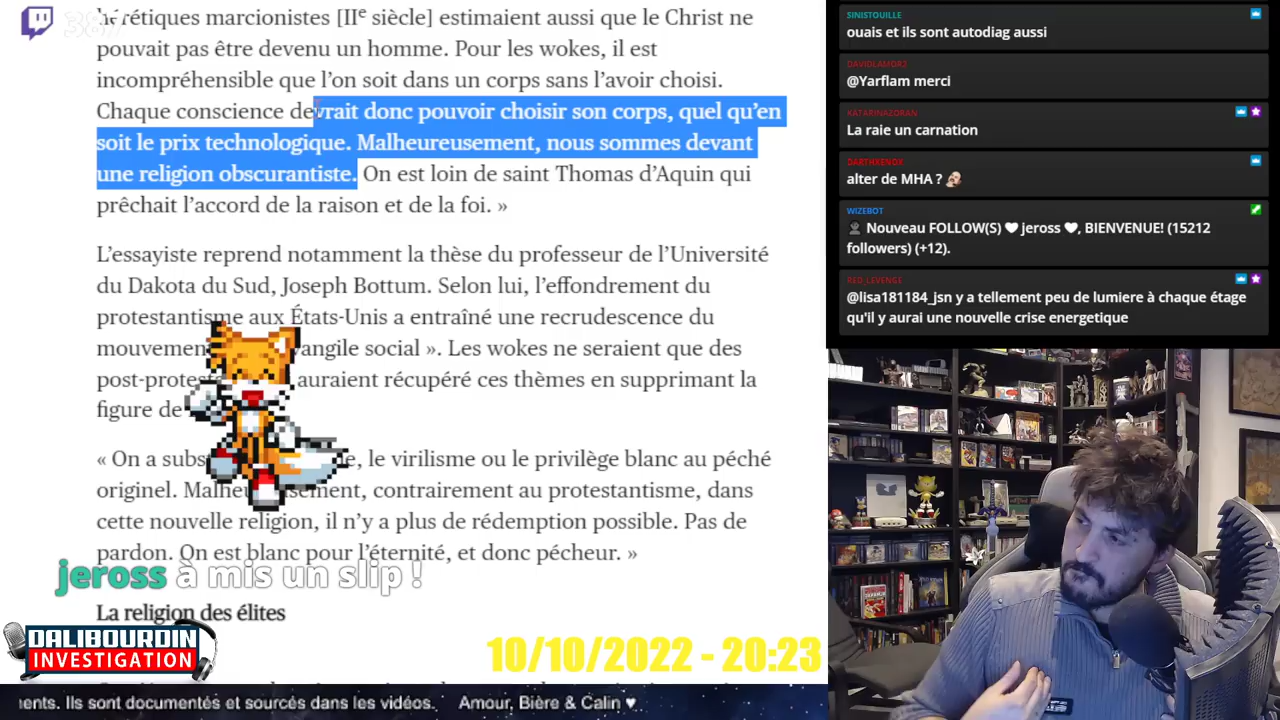 hérétiques marcionistes [IIe siècle] estimaient aussi que le Christ ne
pouvait pas être devenu un homme. Pour les wokes, il est
incompréhensible que l'on soit dans un corps sans l'avoir choisi.
Chaque conscience devrait donc pouvoir choisir son corps, quel qu'en
soit le prix technologique. Malheureusement, nous sommes devant
une religion obscurantiste. On est loin de saint Thomas d'Aquin qui
prêchait l'accord de la raison et de la foi. »
L'essayiste reprend notamment la thèse du professeur de l'Université
du Dakota du Sud, Joseph Bottum. Selon lui, l'effondrement du
protestantisme aux États-Unis a entraîné une recrudescence du
social ». Les wokes ne seraient que des
auraient récupéré ces thèmes en supprimant la
figure de
« On a , le virilisme ou le privilège blanc au péché
originel. contrairement au protestantisme, dans
cette nouvelle religion, il n'y a plus de rédemption possible. Pas de
pardon. On est blanc pour l'éternité, et donc pécheur. »
jeross à mis un slip !
La religion des élites
DALIBOURDIN
INVESTIGATION
10/10/2022 - 20:23
ents. Ils sont documentés et sourcés dans les vidéos. Amour, Bière & Calin ♥
SINISTOUILLE
ouais et ils sont autodiag aussi
@Yarflam merci
KATARINAZORAN
La raie un carnation
DARTHXENDX
alter de MHA ?
WIZEBOT
Nouveau FOLLOW(S) ♥ jeross ♥, BIENVENUE! (15212
followers) (+12).
RED_LEVENGE
@lisa181184_jsn y a tellement peu de lumiere à chaque étage
qu'il y aurai une nouvelle crise energetique